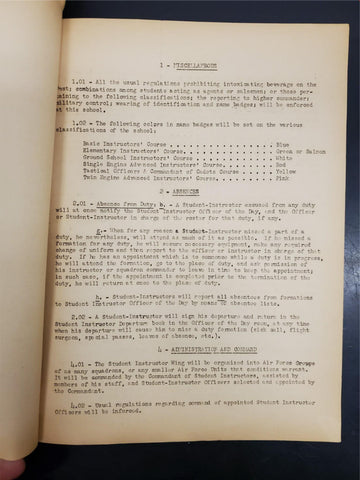 1 - MISCELLANEOUS
1.01 - All the usual regulations prohibiting intoxicating beverage on the
Post; combinations among students acting as agents or salesmen; or those per-
taining to the following classifications; the reporting to higher commander;
military control; wearing of identification and name badges; will be enforced
at this school.
1.02 - The following colors in name badges will be set on the various
classifications of the school:
Basic Instructors' Course . . . . . . . . . . . . . . . Blue
Elementary Instructors' Course. . . . . . . . . . . . . Green or Salmon
Ground School Instructors' Course . . . . . . . . . . . White
Single Engine Advanced Instructors' Course. . . . . . . Red
Tactical Officers & Commandant of Cadets Course . . . . Yellow
Twin Engine Advanced Instructors' Course. . . . . . . . Pink
2 - ABSENCES
2.01 - Absence from Duty: b. - A Student-Instructor excused from any duty
will at once notify the Student Instructor Officer of the Day, and the Officer
or Student-Instructor in charge of the roster for that duty, if any.
g. - When for any reason a Student-Instructor missed a part of a
duty, he nevertheless, will attend as much of it as possible. If he missed a
formation for any duty, he will secure necessary equipment, make any required
change of uniform and then report to the officer or instructor in charge of that
duty. If he has an appointment which is to commence while a duty is in progress,
he will attend the formation, go to the place of duty, and ask permission of
his instructor or squadron commander to leave in time to keep the appointment;
in such case, if the appointment is completed prior to the termination of the
duty, he will return at once to the place of duty.
h. - Student-Instructors will report all absentees from formations
to Student Instructor Officer of the Day by means of absentee lists.
2.02 - A Student-Instructor will sign his departure and return in the
Student Instructor Departure book in the Officer of the Day room, at any time
when his departure will cause him to miss a duty formation (sick call, flight
surgeon, special passes, leaves of absence, etc.).
4 - ADMINISTRATION AND COMMAND
4.01 - The Student Instructor Wing will be organized into Air Force Groups
of as many squadrons, or any smaller Air Force Units that conditions warrant.
It will be commanded by the Commandant of Student Instructors, assisted by
members of his staff, and Student-Instructor Officers selected and appointed by
the Commandant.
4.02 - Usual regulations regarding command of appointed Student Instructor
Officers will be inforced.